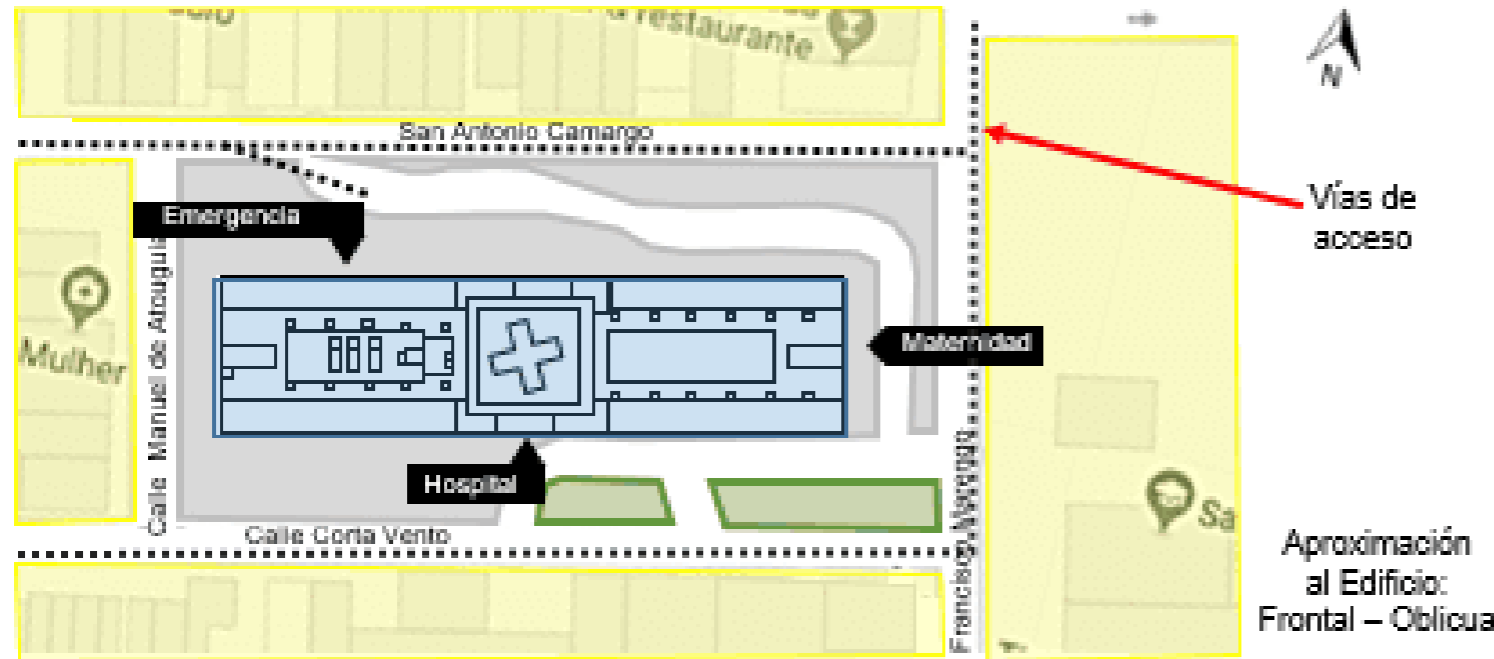 restaurante
San Antonio Camargo
N
Vías de
acceso
Emergencia
Calle Manuel de Atouguia
Mulher
Maternidad
Hospital
Calle Corta Vento
Francisco Marengo
Sa
Aproximación
al Edificio:
Frontal – Oblicua